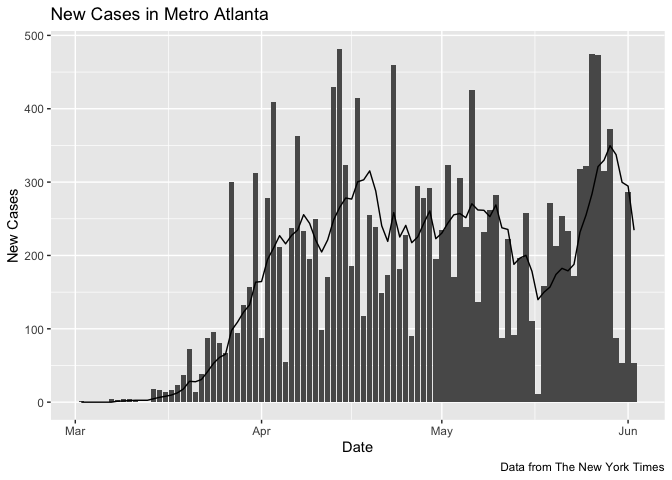 New Cases in Metro Atlanta
500
400
300
200
100
0
New Cases
Mar
Apr
May
Jun
Date
Data from The New York Times